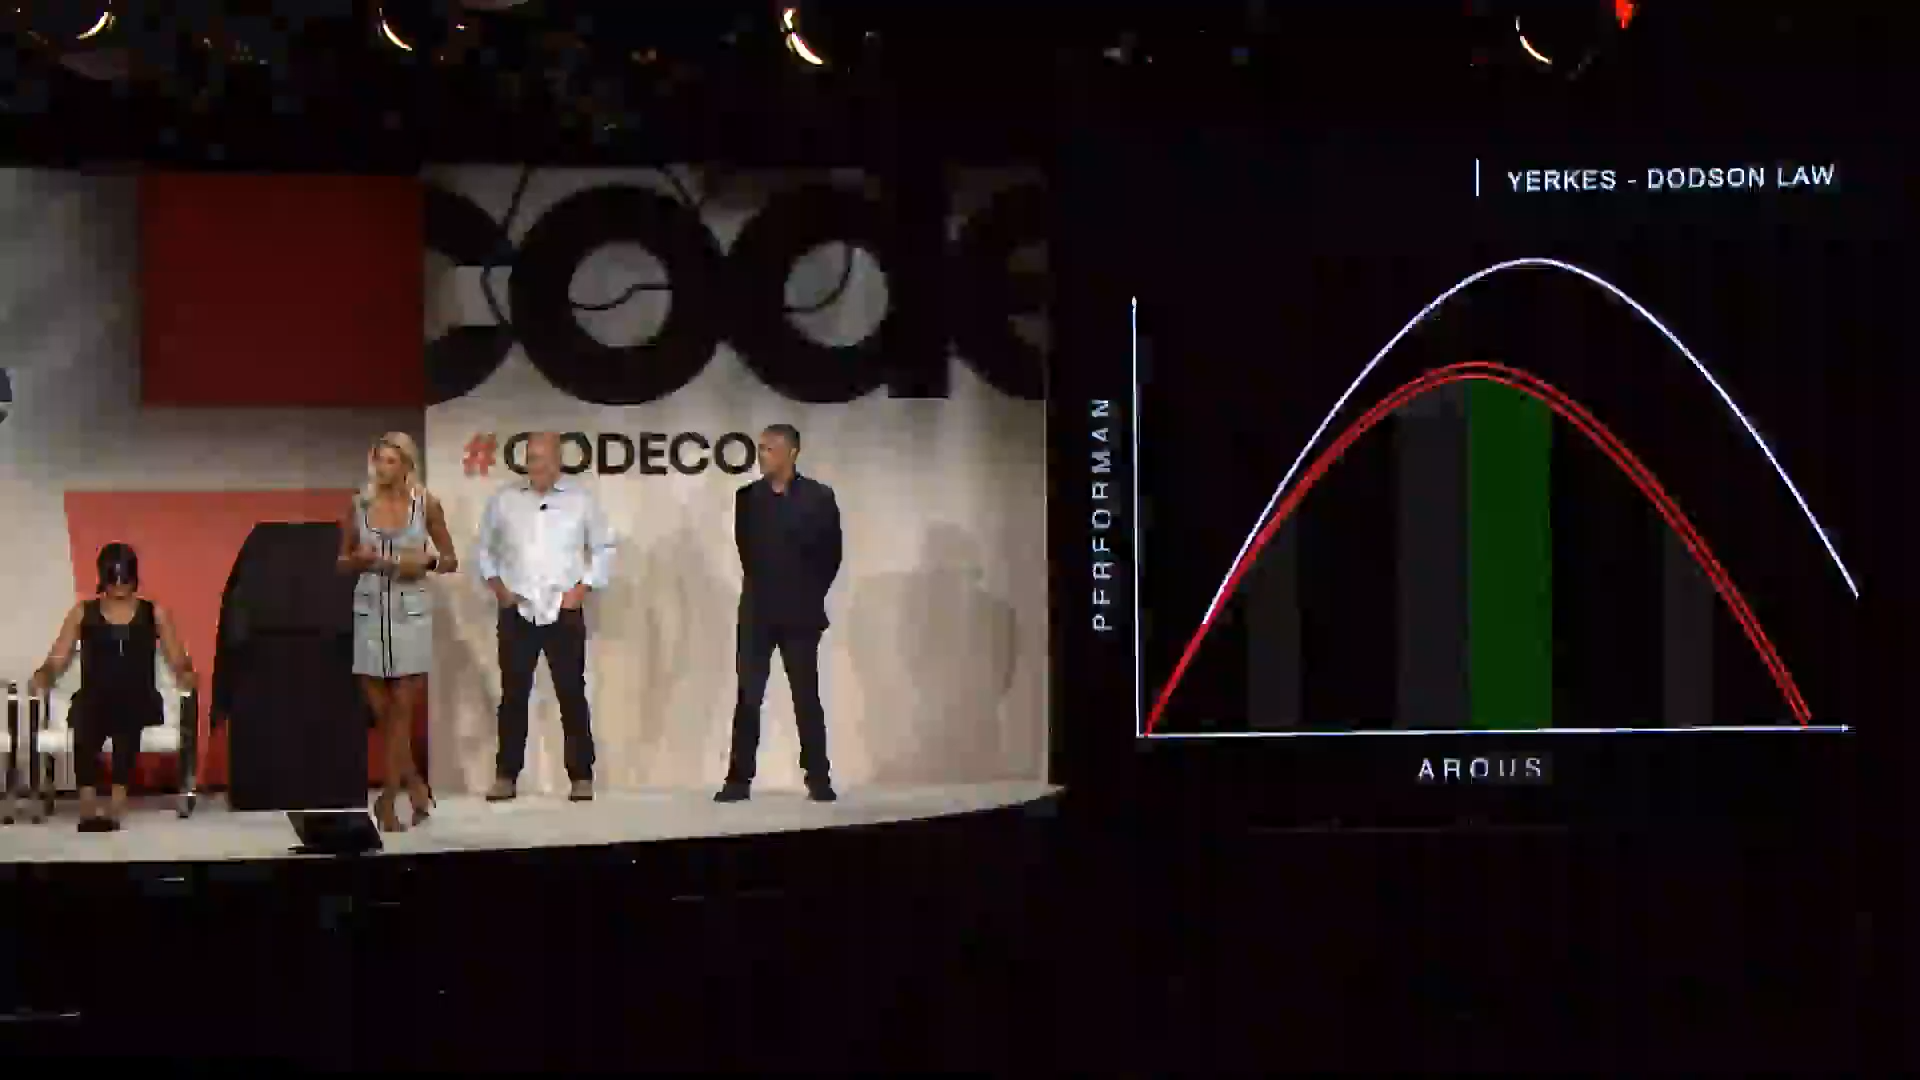 code
#CODECO
YERKES - DODSON LAW
PERFORMAN
AROUS